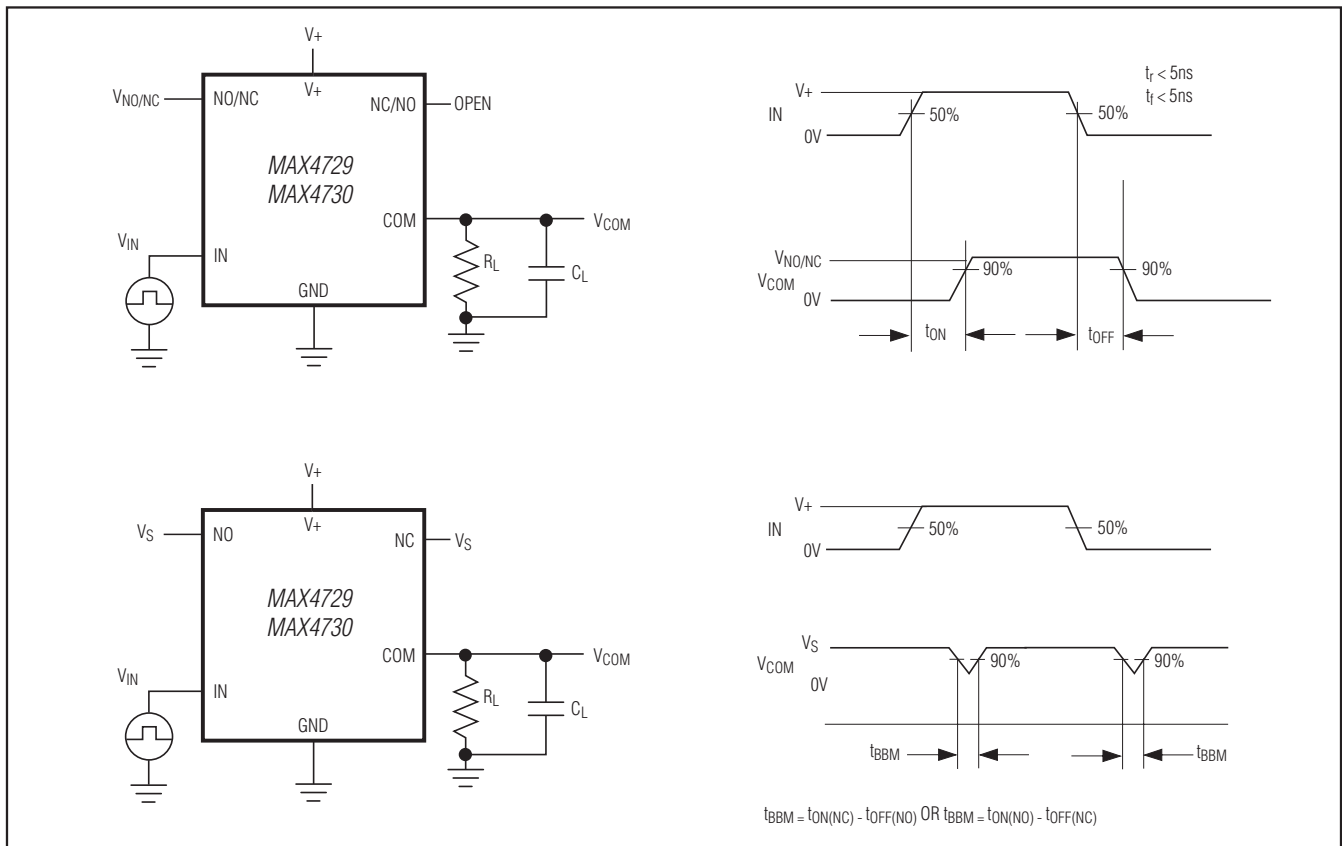 V+
V+
VNO/NC
NO/NC
NC/NO
OPEN
MAX4729
MAX4730
COM
VCOM
VIN
IN
RL
CL
GND
tr < 5ns
tf < 5ns
V+
IN
0V
50%
50%
VNO/NC
VCOM
0V
90%
90%
tON
tOFF
V+
V+
VS
NO
NC
VS
MAX4729
MAX4730
COM
VCOM
VIN
IN
RL
CL
GND
V+
IN
0V
50%
50%
VS
VCOM
0V
90%
90%
tBBM
tBBM
tBBM = tON(NC) - tOFF(NO) OR tBBM = tON(NO) - tOFF(NC)